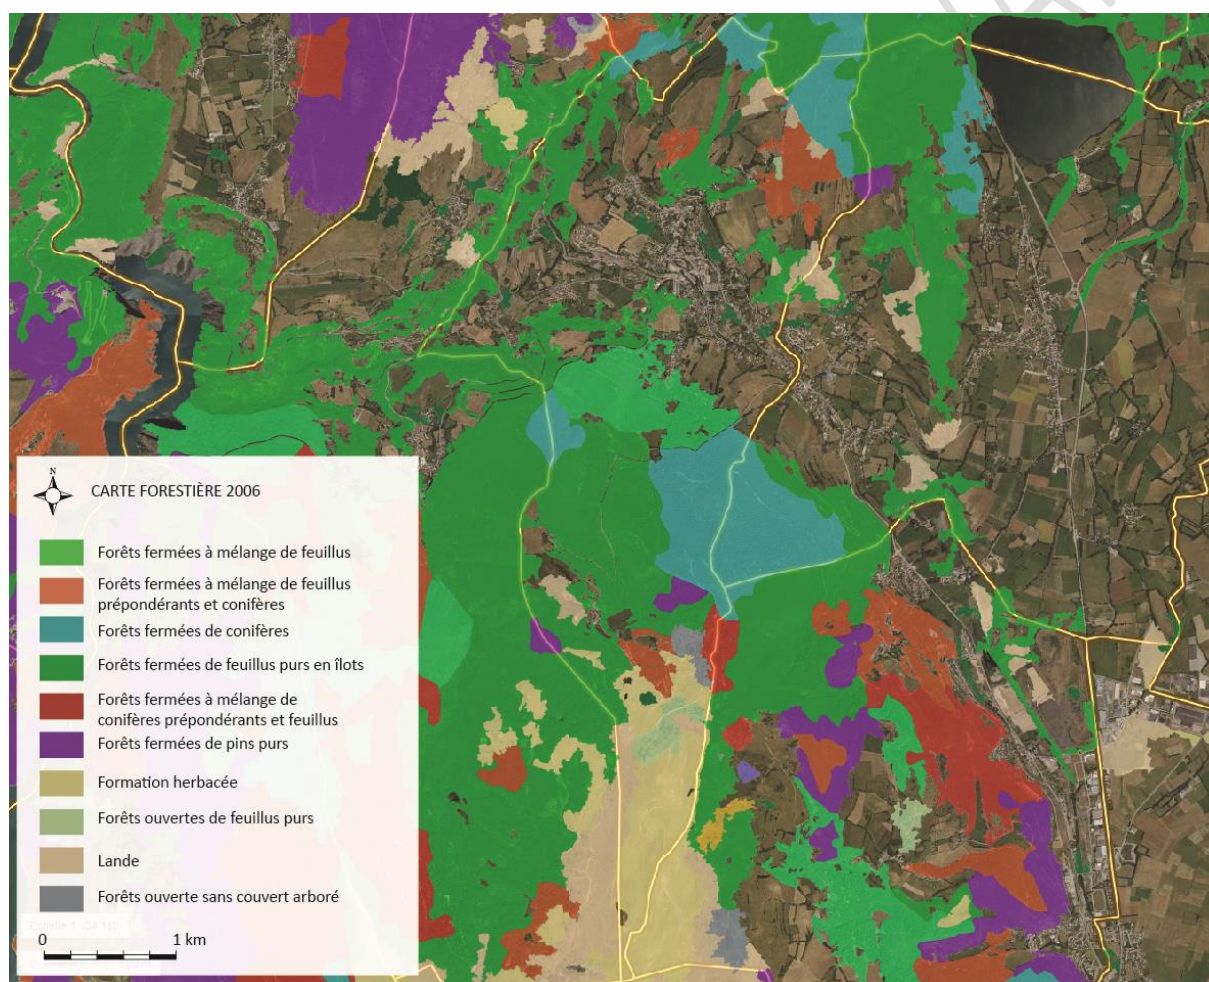 N
CARTE FORESTIÈRE 2006
Forêts fermées à mélange de feuillus
Forêts fermées à mélange de feuillus
prépondérants et conifères
Forêts fermées de conifères
Forêts fermées de feuillus purs en îlots
Forêts fermées à mélange de
conifères prépondérants et feuillus
Forêts fermées de pins purs
Formation herbacée
Forêts ouvertes de feuillus purs
Lande
Forêts ouverte sans couvert arboré
0 1 km